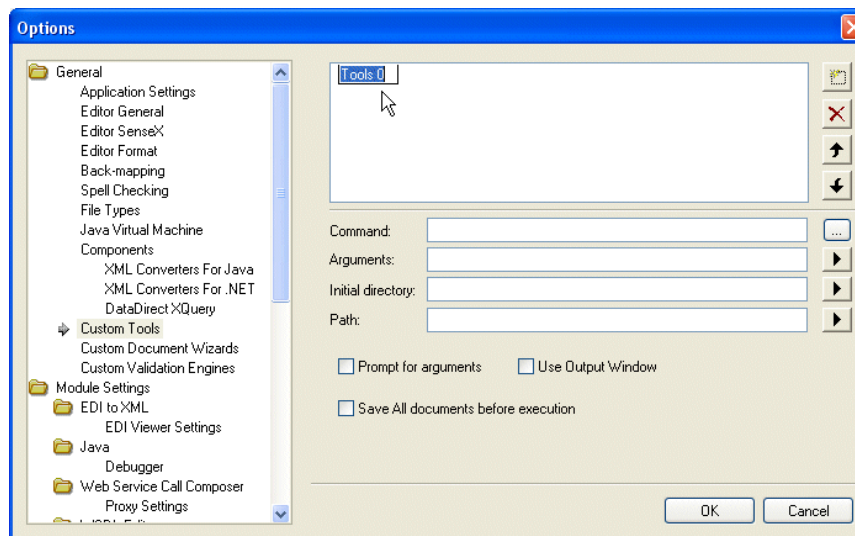 Options
General
Application Settings
Editor General
Editor SenseX
Editor Format
Back-mapping
Spell Checking
File Types
Java Virtual Machine
Components
XML Converters For Java
XML Converters For .NET
DataDirect XQuery
Custom Tools
Custom Document Wizards
Custom Validation Engines
Module Settings
EDI to XML
EDI Viewer Settings
Java
Debugger
Web Service Call Composer
Proxy Settings
Tools 0
Command:
...
Arguments:
Initial directory:
Path:
Prompt for arguments
Use Output Window
Save All documents before execution
OK
Cancel